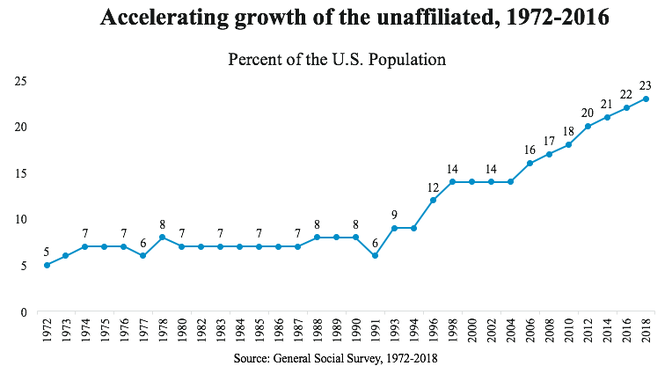 Accelerating growth of the unaffiliated, 1972-2016
Percent of the U.S. Population
25
20
15
10
5
0
5 7 7 6 8 7 7 7 7 8 8 6 9 12 14 14 16 17 18 20 21 22 23
1972 1973 1974 1975 1976 1977 1978 1980 1982 1983 1984 1985 1986 1987 1988 1989 1990 1991 1993 1994 1996 1998 2000 2002 2004 2006 2008 2010 2012 2014 2016 2018
Source: General Social Survey, 1972-2018